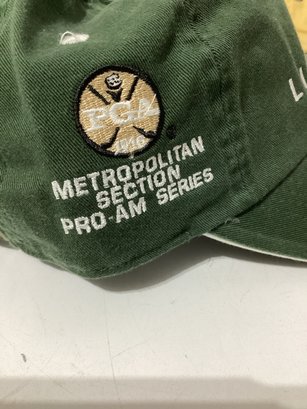 PGA
1916
®
METROPOLITAN
SECTION
PRO-AM SERIES
L